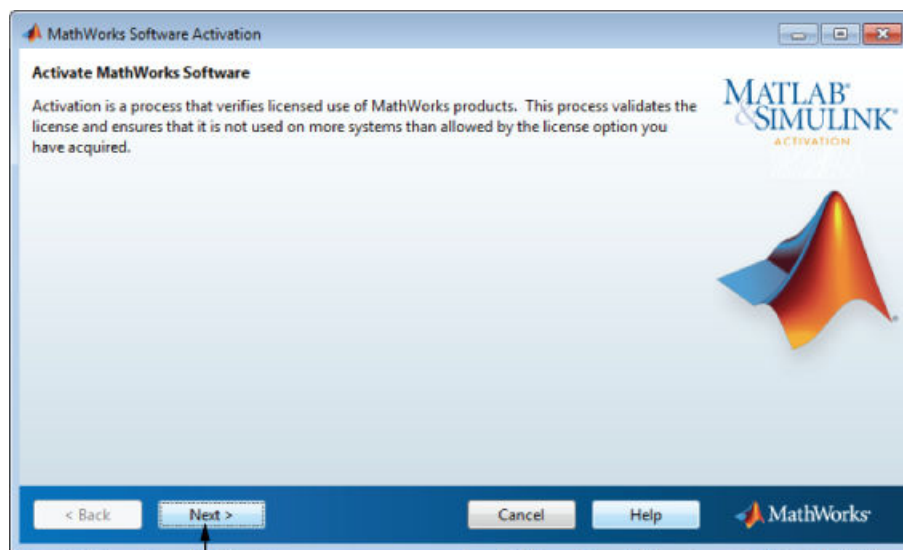 MathWorks Software Activation
Activate MathWorks Software
Activation is a process that verifies licensed use of MathWorks products. This process validates the
license and ensures that it is not used on more systems than allowed by the license option you
have acquired.
MATLAB®
&SIMULINK®
ACTIVATION
< Back
Next >
Cancel
Help
MathWorks®